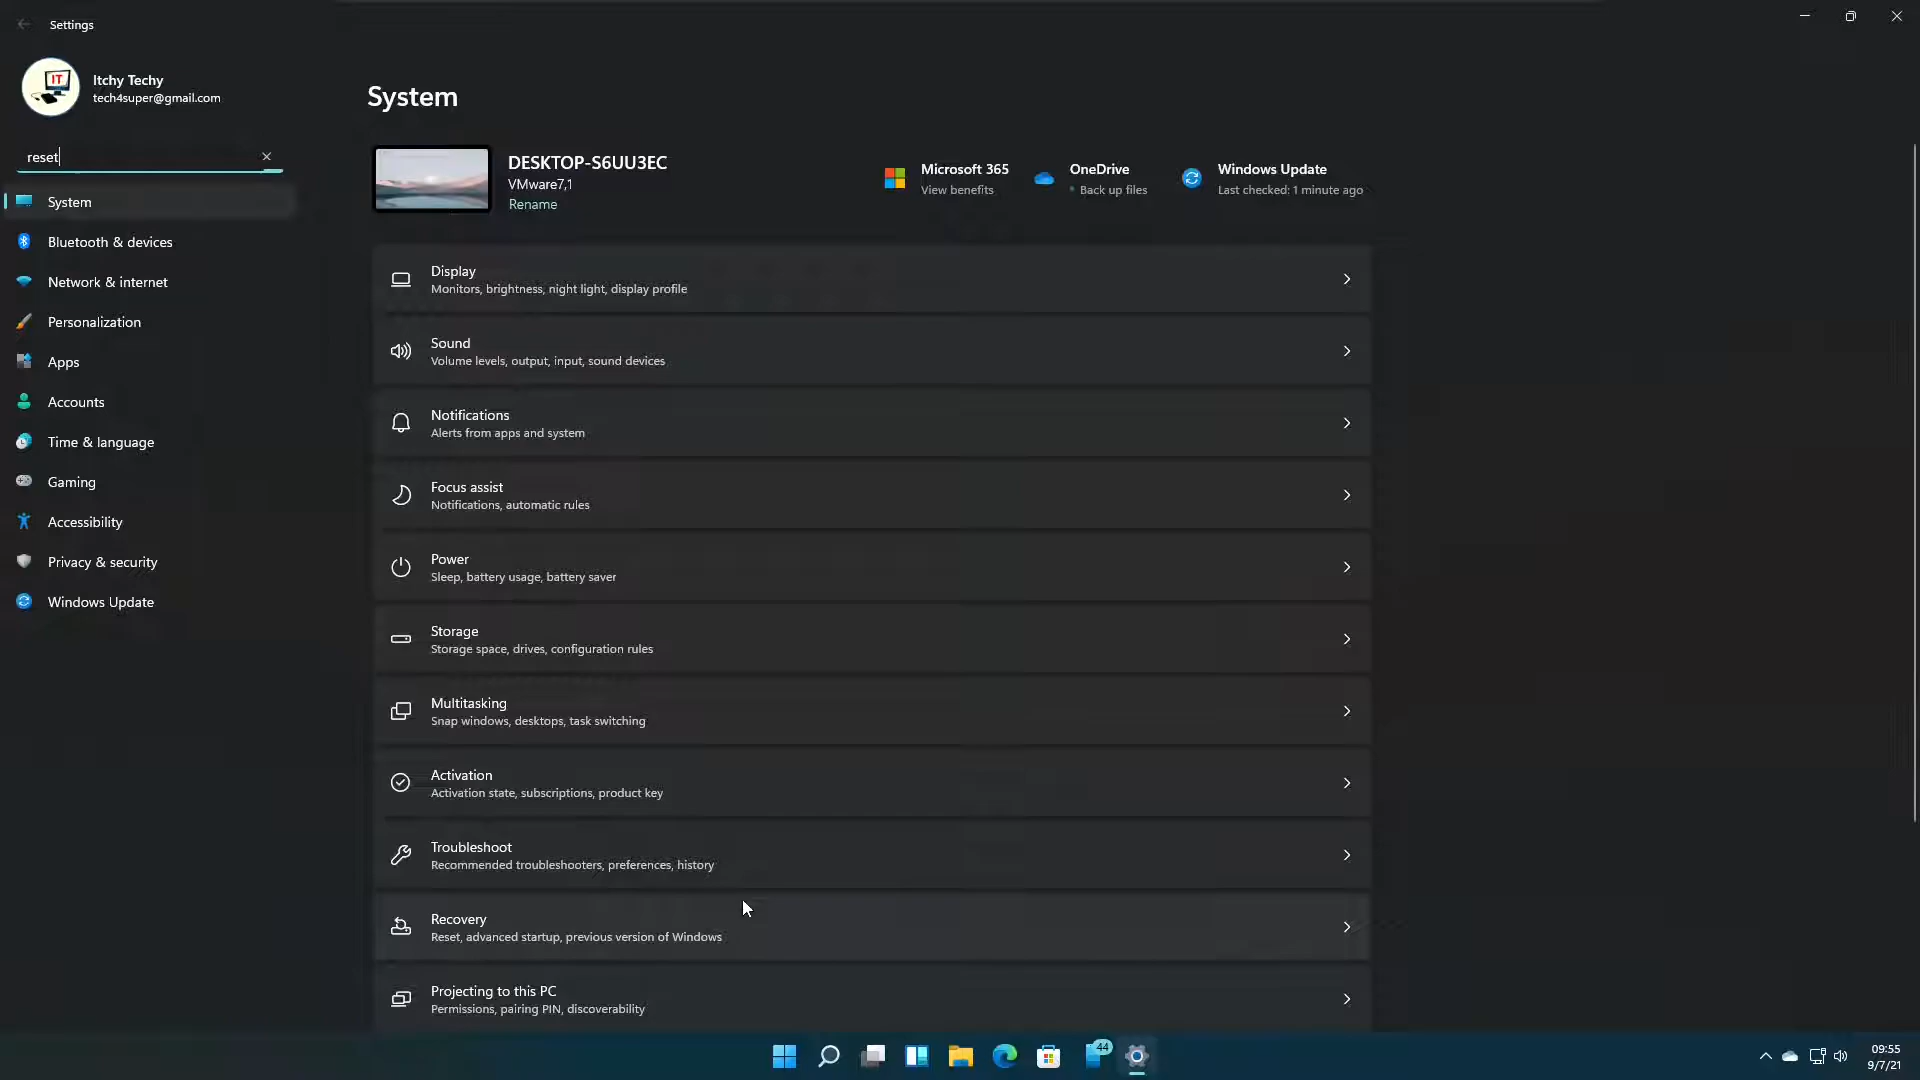 Settings
IT
Itchy Techy
tech4super@gmail.com
reset
System
Bluetooth & devices
Network & internet
Personalization
Apps
Accounts
Time & language
Gaming
Accessibility
Privacy & security
Windows Update
System
DESKTOP-S6UU3EC
VMware7,1
Rename
Microsoft 365
View benefits
OneDrive
Back up files
Windows Update
Last checked: 1 minute ago
Display
Monitors, brightness, night light, display profile
Sound
Volume levels, output, input, sound devices
Notifications
Alerts from apps and system
Focus assist
Notifications, automatic rules
Power
Sleep, battery usage, battery saver
Storage
Storage space, drives, configuration rules
Multitasking
Snap windows, desktops, task switching
Activation
Activation state, subscriptions, product key
Troubleshoot
Recommended troubleshooters, preferences, history
Recovery
Reset, advanced startup, previous version of Windows
Projecting to this PC
Permissions, pairing PIN, discoverability
44
09:55
9/7/21